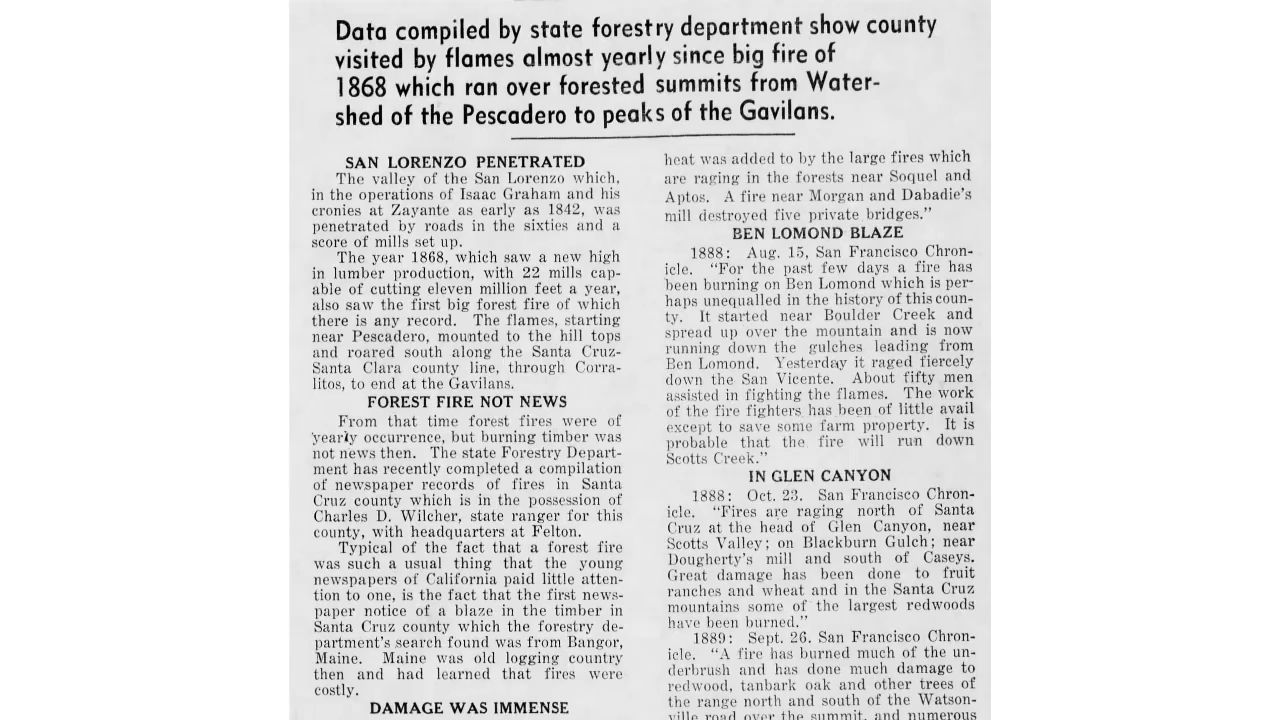 Data compiled by state forestry department show county
visited by flames almost yearly since big fire of
1868 which ran over forested summits from Water-
shed of the Pescadero to peaks of the Gavilans.
SAN LORENZO PENETRATED
The valley of the San Lorenzo which,
in the operations of Isaac Graham and his
cronies at Zayante as early as 1842, was
penetrated by roads in the sixties and a
score of mills set up.
The year 1868, which saw a new high
in lumber production, with 22 mills cap-
able of cutting eleven million feet a year,
also saw the first big forest fire of which
there is any record. The flames, starting
near Pescadero, mounted to the hill tops
and roared south along the Santa Cruz-
Santa Clara county line, through Corra-
litos, to end at the Gavilans.
FOREST FIRE NOT NEWS
From that time forest fires were of
yearly occurrence, but burning timber was
not news then. The state Forestry Depart-
ment has recently completed a compilation
of newspaper records of fires in Santa
Cruz county which is in the possession of
Charles D. Wilcher, state ranger for this
county, with headquarters at Felton.
Typical of the fact that a forest fire
was such a usual thing that the young
newspapers of California paid little atten-
tion to one, is the fact that the first news-
paper notice of a blaze in the timber in
Santa Cruz county which the forestry de-
partment's search found was from Bangor,
Maine. Maine was old logging country
then and had learned that fires were
costly.
DAMAGE WAS IMMENSE
heat was added to by the large fires which
are raging in the forests near Soquel and
Aptos. A fire near Morgan and Dabadie's
mill destroyed five private bridges."
BEN LOMOND BLAZE
1888: Aug. 15, San Francisco Chron-
icle. "For the past few days a fire has
been burning on Ben Lomond which is per-
haps unequalled in the history of this coun-
ty. It started near Boulder Creek and
spread up over the mountain and is now
running down the gulches leading from
Ben Lomond. Yesterday it raged fiercely
down the San Vicente. About fifty men
assisted in fighting the flames. The work
of the fire fighters has been of little avail
except to save some farm property. It is
probable that the fire will run down
Scotts Creek."
IN GLEN CANYON
1888: Oct. 23. San Francisco Chron-
icle. "Fires are raging north of Santa
Cruz at the head of Glen Canyon, near
Scotts Valley; on Blackburn Gulch; near
Dougherty's mill and south of Caseys.
Great damage has been done to fruit
ranches and wheat and in the Santa Cruz
mountains some of the largest redwoods
have been burned."
1889: Sept. 26. San Francisco Chron-
icle. "A fire has burned much of the un-
derbrush and has done much damage to
redwood, tanbark oak and other trees of
the range north and south of the Watson-
ville road over the summit, and numerous